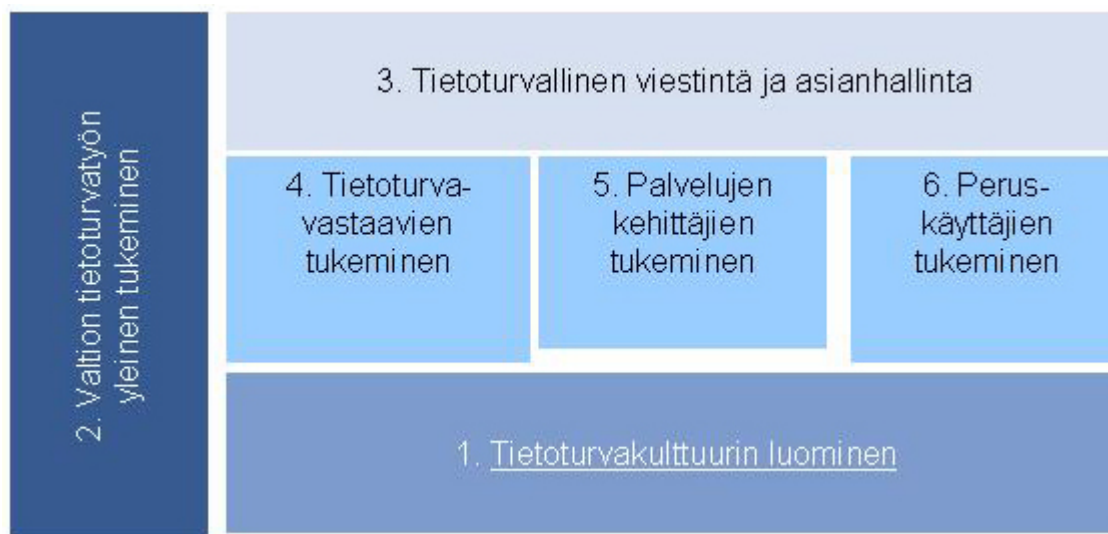 2. Valtion tietoturvatyön
yleinen tukeminen
3. Tietoturvallinen viestintä ja asianhallinta
4. Tietoturva-
vastaavien
tukeminen
5. Palvelujen
kehittäjien
tukeminen
6. Perus-
käyttäjien
tukeminen
1. Tietoturvakulttuurin luominen